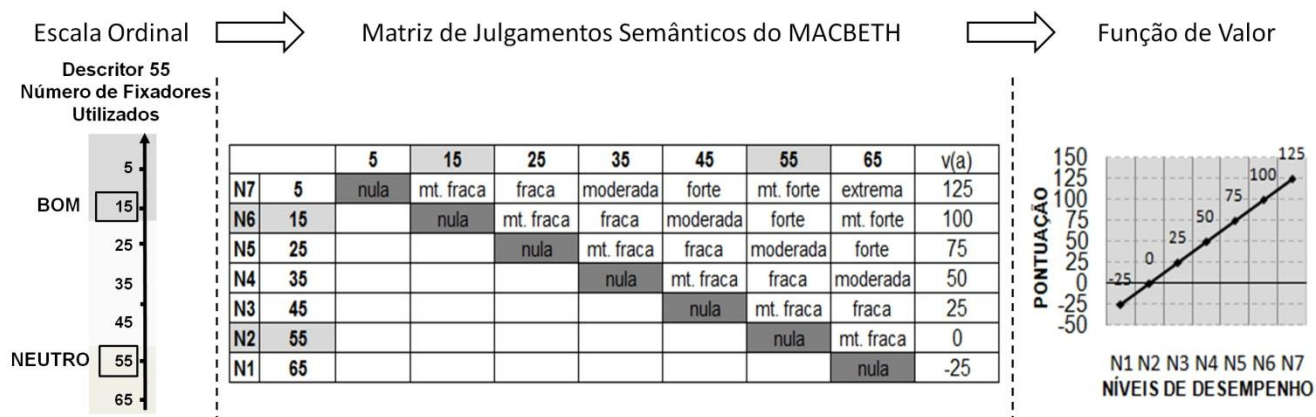 Escala Ordinal
Matriz de Julgamentos Semânticos do MACBETH
Função de Valor
Descritor 55
Número de Fixadores
Utilizados
5
BOM 15
25
35
45
NEUTRO 55
65
5 15 25 35 45 55 65 v(a)
N7 5 nula mt. fraca fraca moderada forte mt. forte extrema 125
N6 15 nula mt. fraca fraca moderada forte mt. forte 100
N5 25 nula mt. fraca fraca moderada forte 75
N4 35 nula mt. fraca fraca moderada 50
N3 45 nula mt. fraca fraca 25
N2 55 nula mt. fraca 0
N1 65 nula -25
PONTUAÇÃO
150
125
100
75
50
25
0
-25
-50
-25
0
25
50
75
100
125
N1 N2 N3 N4 N5 N6 N7
NÍVEIS DE DESEMPENHO